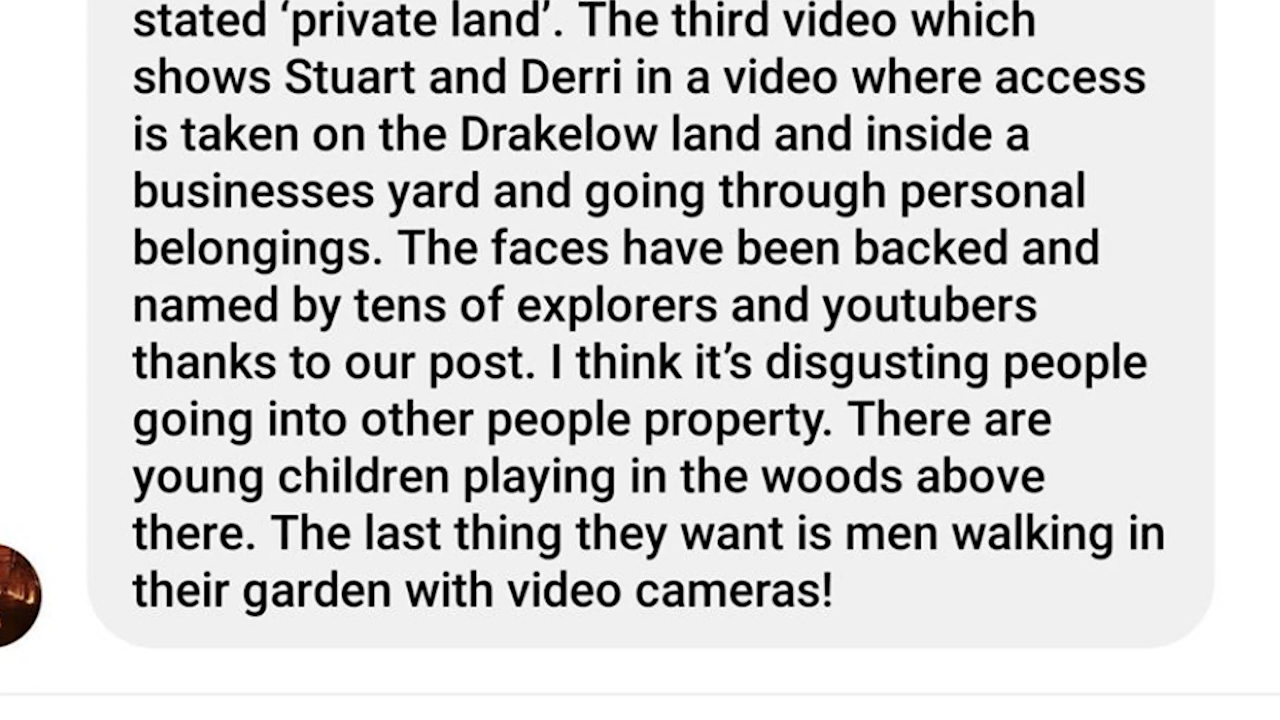 stated ‘private land’. The third video which
shows Stuart and Derri in a video where access
is taken on the Drakelow land and inside a
businesses yard and going through personal
belongings. The faces have been backed and
named by tens of explorers and youtubers
thanks to our post. I think it’s disgusting people
going into other people property. There are
young children playing in the woods above
there. The last thing they want is men walking in
their garden with video cameras!